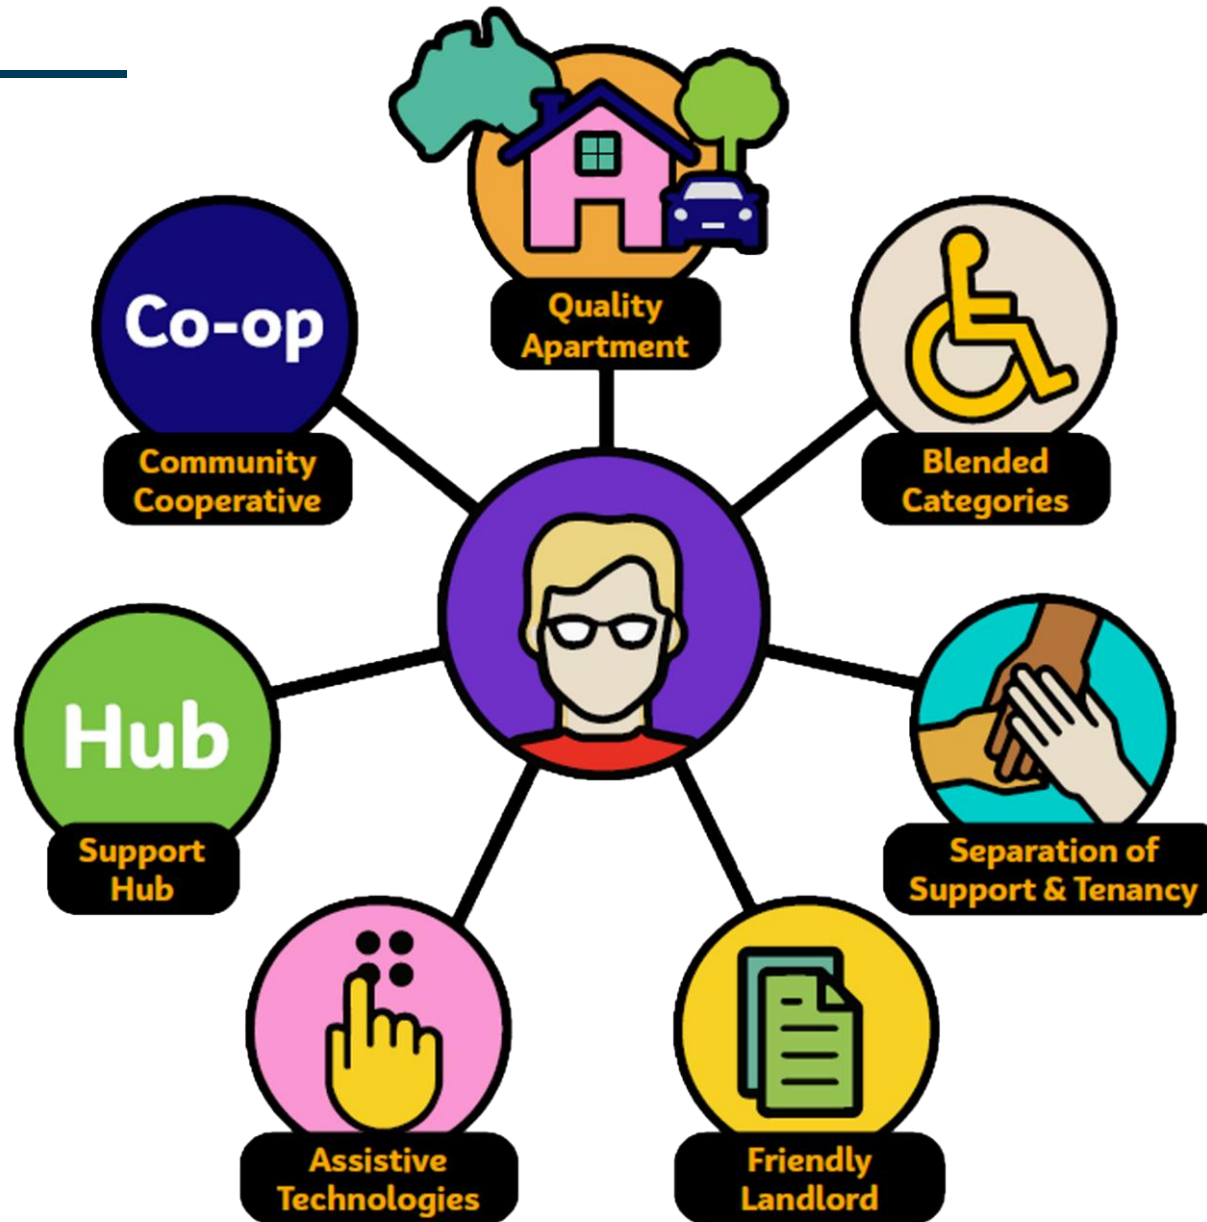 Quality
Apartment
Co-op
Community
Cooperative
Blended
Categories
Hub
Support
Hub
Separation of
Support & Tenancy
Assistive
Technologies
Friendly
Landlord